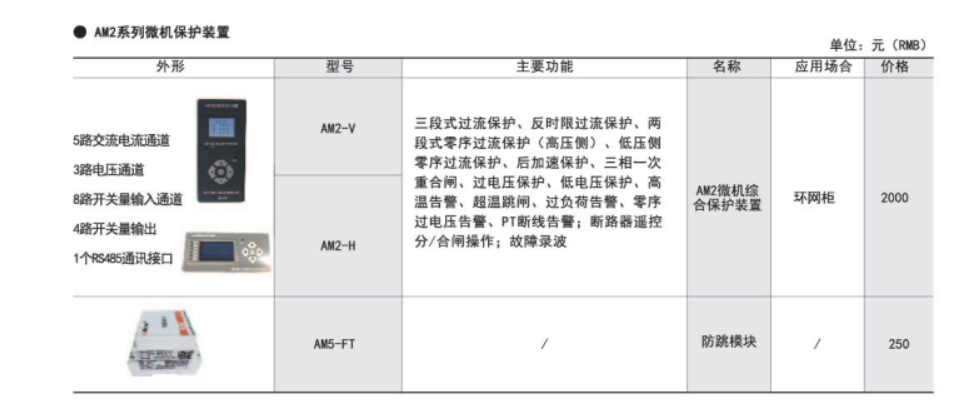 ● AM2系列微机保护装置
单位：元（RMB）
外形 型号 主要功能 名称 应用场合 价格
5路交流电流通道
3路电压通道
8路开关量输入通道
4路开关量输出
1个RS485通讯接口
AM2-V
AM2-H
三段式过流保护、反时限过流保护、两
段式零序过流保护（高压侧）、低压侧
零序过流保护、后加速保护、三相一次
重合闸、过电压保护、低电压保护、高
温告警、超温跳闸、过负荷告警、零序
过电压告警、PT断线告警；断路器遥控
分/合闸操作；故障录波
AM2微机综
合保护装置
环网柜
2000
AM5-FT / 防跳模块 / 250